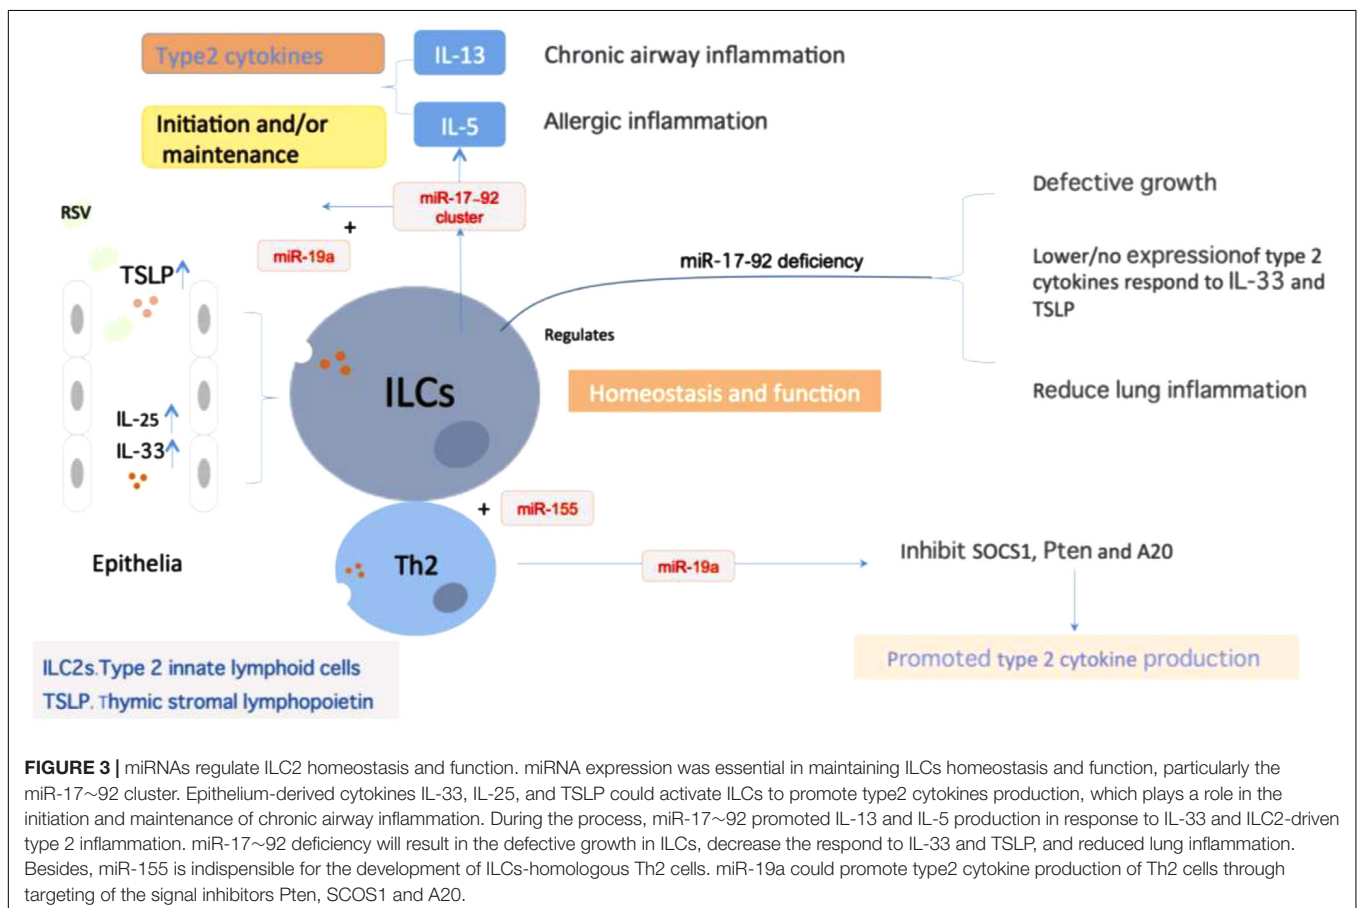 Type2 cytokines
IL-13
Chronic airway inflammation
Initiation and/or
maintenance
IL-5
Allergic inflammation
miR-17~92
cluster
+
miR-19a
RSV
TSLP
IL-25
IL-33
Epithelia
ILCs
Regulates
Homeostasis and function
miR-17-92 deficiency
Defective growth
Lower/no expressionof type 2
cytokines respond to IL-33 and
TSLP
Reduce lung inflammation
+
miR-155
Th2
miR-19a
Inhibit SOCS1, Pten and A20
Promoted type 2 cytokine production
ILC2s.Type 2 innate lymphoid cells
TSLP. Thymic stromal lymphopoietin
FIGURE 3 | miRNAs regulate ILC2 homeostasis and function. miRNA expression was essential in maintaining ILCs homeostasis and function, particularly the
miR-17∼92 cluster. Epithelium-derived cytokines IL-33, IL-25, and TSLP could activate ILCs to promote type2 cytokines production, which plays a role in the
initiation and maintenance of chronic airway inflammation. During the process, miR-17∼92 promoted IL-13 and IL-5 production in response to IL-33 and ILC2-driven
type 2 inflammation. miR-17∼92 deficiency will result in the defective growth in ILCs, decrease the respond to IL-33 and TSLP, and reduced lung inflammation.
Besides, miR-155 is indispensible for the development of ILCs-homologous Th2 cells. miR-19a could promote type2 cytokine production of Th2 cells through
targeting of the signal inhibitors Pten, SCOS1 and A20.